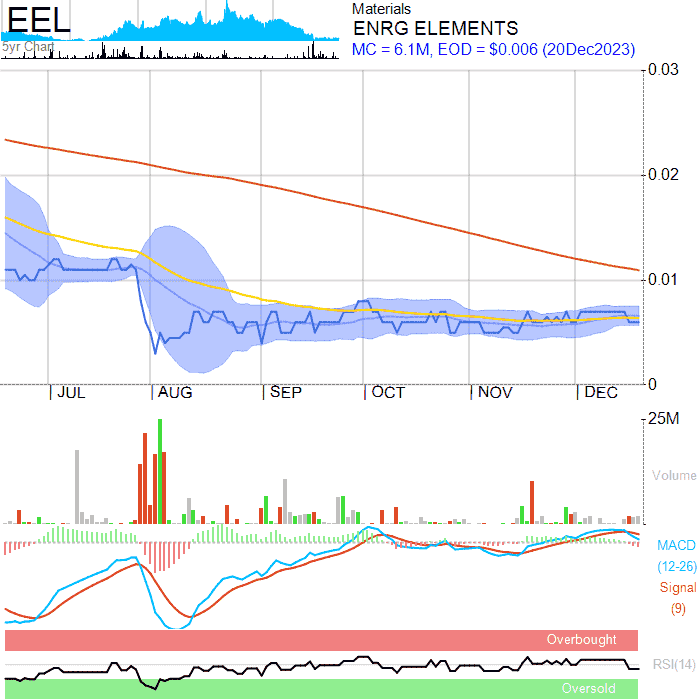 EEL
5yr Chart
Materials
ENRG ELEMENTS
MC = 6.1M, EOD = $0.006 (20Dec2023)
0.03
0.02
0.01
0
JUL AUG SEP OCT NOV DEC
25M
Volume
MACD
(12-26)
Signal
(9)
Overbought
RSI(14)
Oversold